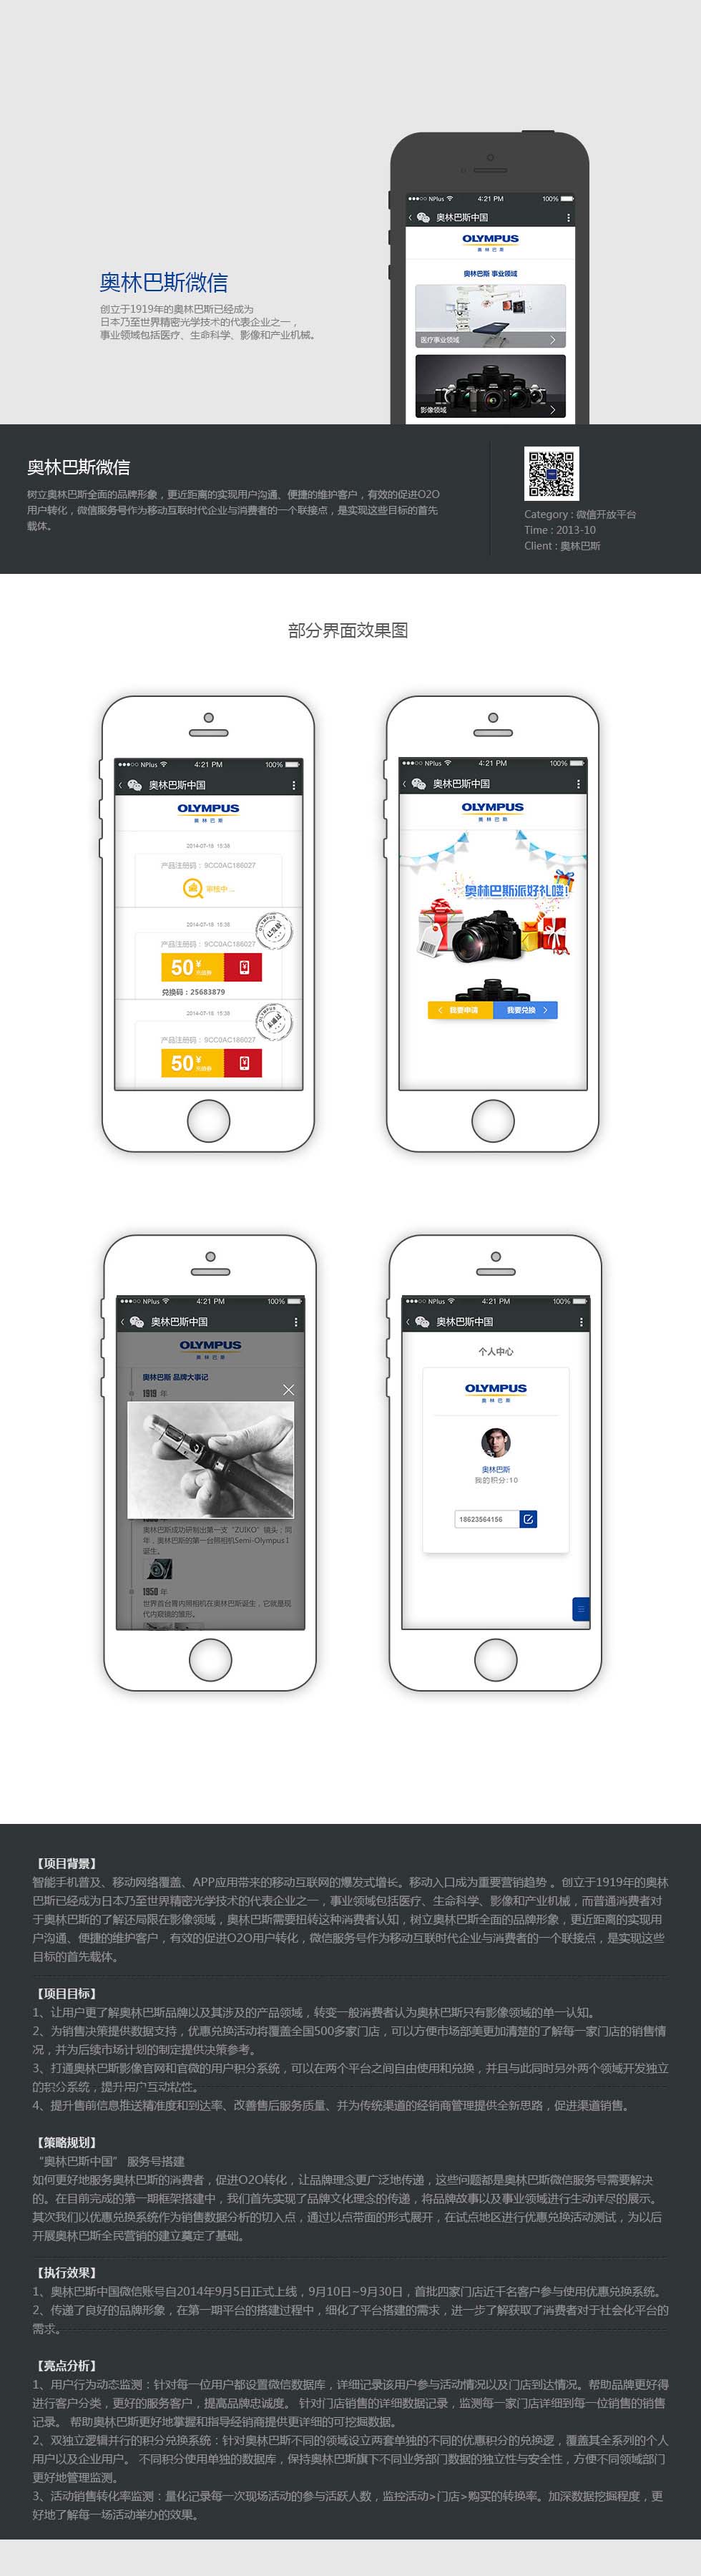 ●●●○○ NPlus 4:21 PM 100%
奥林巴斯中国
OLYMPUS
奥林巴斯
奥林巴斯 事业领域
医疗事业领域
影像领域
奥林巴斯微信
创立于1919年的奥林巴斯已经成为
日本乃至世界精密光学技术的代表企业之一，
事业领域包括医疗、生命科学、影像和产业机械。
奥林巴斯微信
树立奥林巴斯全面的品牌形象，更近距离的实现用户沟通、便捷的维护客户，有效的促进O2O
用户转化，微信服务号作为移动互联时代企业与消费者的一个联接点，是实现这些目标的首先
载体。
Category : 微信开放平台
Time : 2013-10
Client : 奥林巴斯
部分界面效果图
●●●○○ NPlus 4:21 PM 100%
奥林巴斯中国
OLYMPUS
奥林巴斯
2014-07-16 15:28
产品注册码：9CC0AC186027
审核中 ...
2014-07-16 15:28
OLYMPUS
已发放
产品注册码：9CC0AC186027
50 ¥
兑换码：25683879
2014-07-16 15:28
OLYMPUS
未通过
产品注册码：9CC0AC186027
50 ¥
●●●○○ NPlus 4:21 PM 100%
奥林巴斯中国
OLYMPUS
奥林巴斯
奥林巴斯派好礼喽!
我要申请
我要兑换
●●●○○ NPlus 4:21 PM 100%
奥林巴斯中国
OLYMPUS
奥林巴斯
奥林巴斯 品牌大事记
1919 年
奥林巴斯成功研制出第一支“ZUIKO”镜头；同
年，奥林巴斯的第一台照相机Semi-Olympus I
诞生。
1950 年
世界首台胃内照相机在奥林巴斯诞生，它就是现
代内窥镜的雏形。
●●●○○ NPlus 4:21 PM 100%
奥林巴斯中国
个人中心
OLYMPUS
奥林巴斯
奥林巴斯
我的积分:10
18623564156
【项目背景】
智能手机普及、移动网络覆盖、APP应用带来的移动互联网的爆发式增长。移动入口成为重要营销趋势 。创立于1919年的奥林
巴斯已经成为日本乃至世界精密光学技术的代表企业之一，事业领域包括医疗、生命科学、影像和产业机械，而普通消费者对
于奥林巴斯的了解还局限在影像领域，奥林巴斯需要扭转这种消费者认知，树立奥林巴斯全面的品牌形象，更近距离的实现用
户沟通、便捷的维护客户，有效的促进O2O用户转化，微信服务号作为移动互联时代企业与消费者的一个联接点，是实现这些
目标的首先载体。
【项目目标】
1、让用户更了解奥林巴斯品牌以及其涉及的产品领域，转变一般消费者认为奥林巴斯只有影像领域的单一认知。
2、为销售决策提供数据支持，优惠兑换活动将覆盖全国500多家门店，可以方便市场部美更加清楚的了解每一家门店的销售情
况，并为后续市场计划的制定提供决策参考。
3、打通奥林巴斯影像官网和官微的用户积分系统，可以在两个平台之间自由使用和兑换，并且与此同时另外两个领域开发独立
的积分系统，提升用户互动粘性。
4、提升售前信息推送精准度和到达率、改善售后服务质量、并为传统渠道的经销商管理提供全新思路，促进渠道销售。
【策略规划】
“奥林巴斯中国” 服务号搭建
如何更好地服务奥林巴斯的消费者，促进O2O转化，让品牌理念更广泛地传递，这些问题都是奥林巴斯微信服务号需要解决
的。在目前完成的第一期框架搭建中，我们首先实现了品牌文化理念的传递，将品牌故事以及事业领域进行生动详尽的展示。
其次我们以优惠兑换系统作为销售数据分析的切入点，通过以点带面的形式展开，在试点地区进行优惠兑换活动测试，为以后
开展奥林巴斯全民营销的建立奠定了基础。
【执行效果】
1、奥林巴斯中国微信账号自2014年9月5日正式上线，9月10日~9月30日，首批四家门店近千名客户参与使用优惠兑换系统。
2、传递了良好的品牌形象，在第一期平台的搭建过程中，细化了平台搭建的需求，进一步了解获取了消费者对于社会化平台的
需求。
【亮点分析】
1、用户行为动态监测：针对每一位用户都设置微信数据库，详细记录该用户参与活动情况以及门店到达情况。帮助品牌更好得
进行客户分类，更好的服务客户，提高品牌忠诚度。 针对门店销售的详细数据记录，监测每一家门店详细到每一位销售的销售
记录。 帮助奥林巴斯更好地掌握和指导经销商提供更详细的可挖掘数据。
2、双独立逻辑并行的积分兑换系统：针对奥林巴斯不同的领域设立两套单独的不同的优惠积分的兑换逻，覆盖其全系列的个人
用户以及企业用户。 不同积分使用单独的数据库，保持奥林巴斯旗下不同业务部门数据的独立性与安全性，方便不同领域部门
更好地管理监测。
3、活动销售转化率监测：量化记录每一次现场活动的参与活跃人数，监控活动>门店>购买的转换率。加深数据挖掘程度，更
好地了解每一场活动举办的效果。